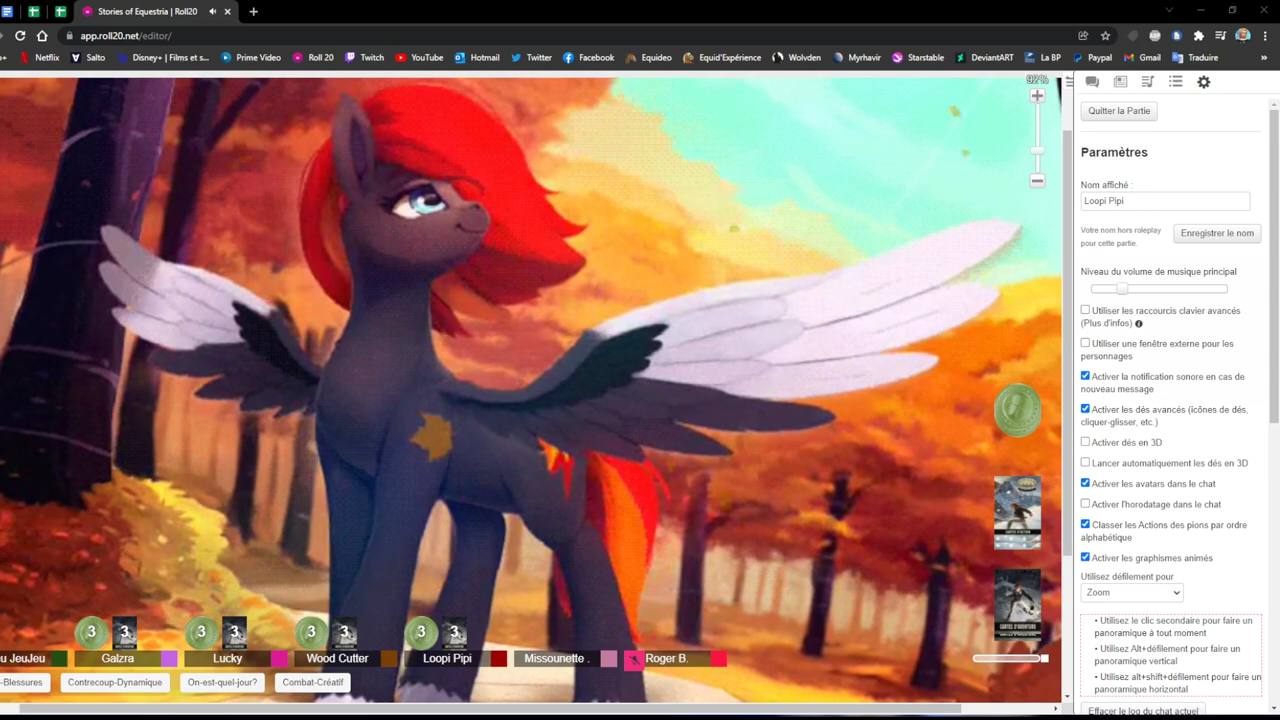 Stories of Equestria | Roll20
app.roll20.net/editor/
Netflix Salto Disney+ | Films et s... Prime Video Roll 20 Twitch YouTube Hotmail Twitter Facebook Equideo Equid'Expérience Wolvden Myrhavir Starstable DeviantART La BP Paypal Gmail Traduire »
92%
Quitter la Partie
Paramètres
Nom affiché :
Loopi Pipi
Votre nom hors roleplay
pour cette partie.
Enregistrer le nom
Niveau du volume de musique principal
Utiliser les raccourcis clavier avancés
(Plus d'infos)
Utiliser une fenêtre externe pour les
personnages
Activer la notification sonore en cas de
nouveau message
Activer les dés avancés (icônes de dés,
cliquer-glisser, etc.)
Activer dés en 3D
Lancer automatiquement les dés en 3D
Activer les avatars dans le chat
Activer l'horodatage dans le chat
Classer les Actions des pions par ordre
alphabétique
Activer les graphismes animés
Utilisez défilement pour
Zoom
• Utilisez le clic secondaire pour faire un
panoramique à tout moment
• Utilisez Alt+défilement pour faire un
panoramique vertical
• Utilisez alt+shift+défilement pour faire un
panoramique horizontal
Effacer le log du chat actuel
3 3 3 3 3 3 3 3
u JeuJeu Galzra Lucky Wood Cutter Loopi Pipi Missounette . Roger B.
-Blessures Contrecoup-Dynamique On-est-quel-jour? Combat-Créatif